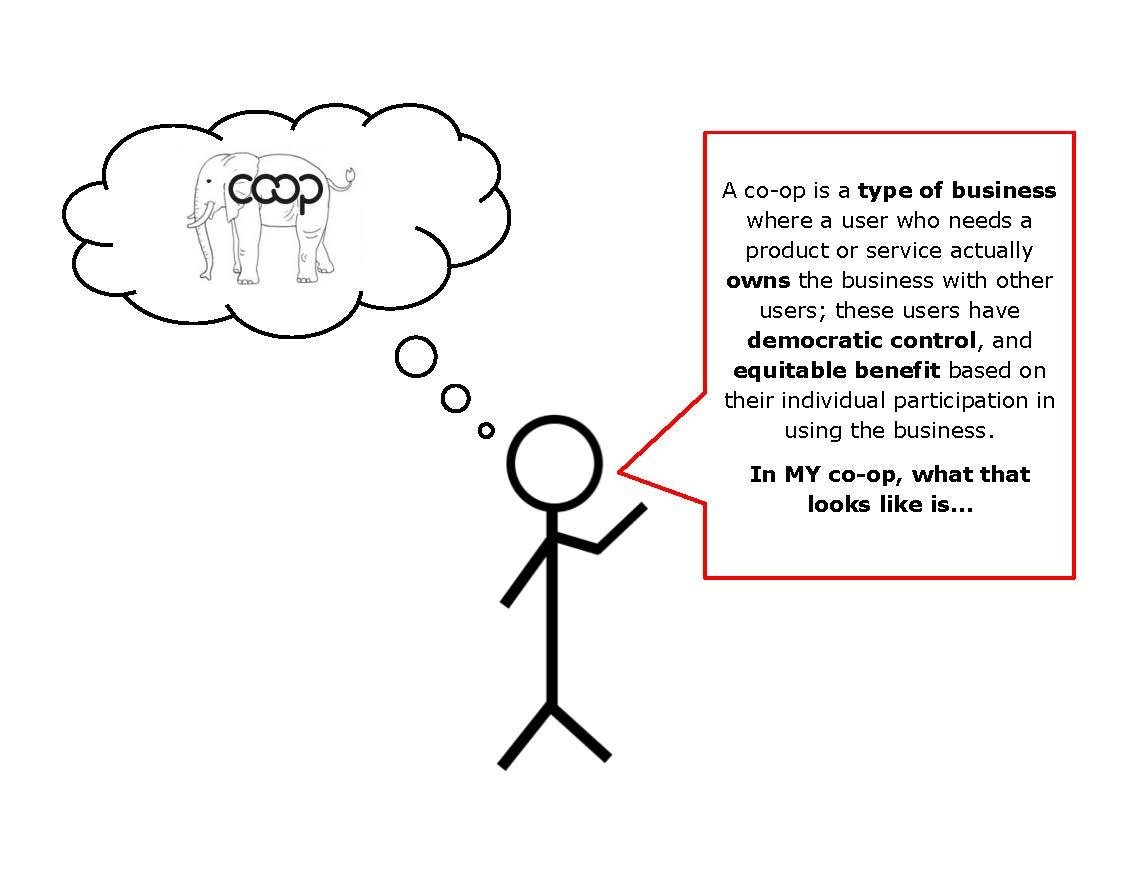 coop
A co-op is a type of business
where a user who needs a
product or service actually
owns the business with other
users; these users have
democratic control, and
equitable benefit based on
their individual participation in
using the business.
In MY co-op, what that
looks like is...